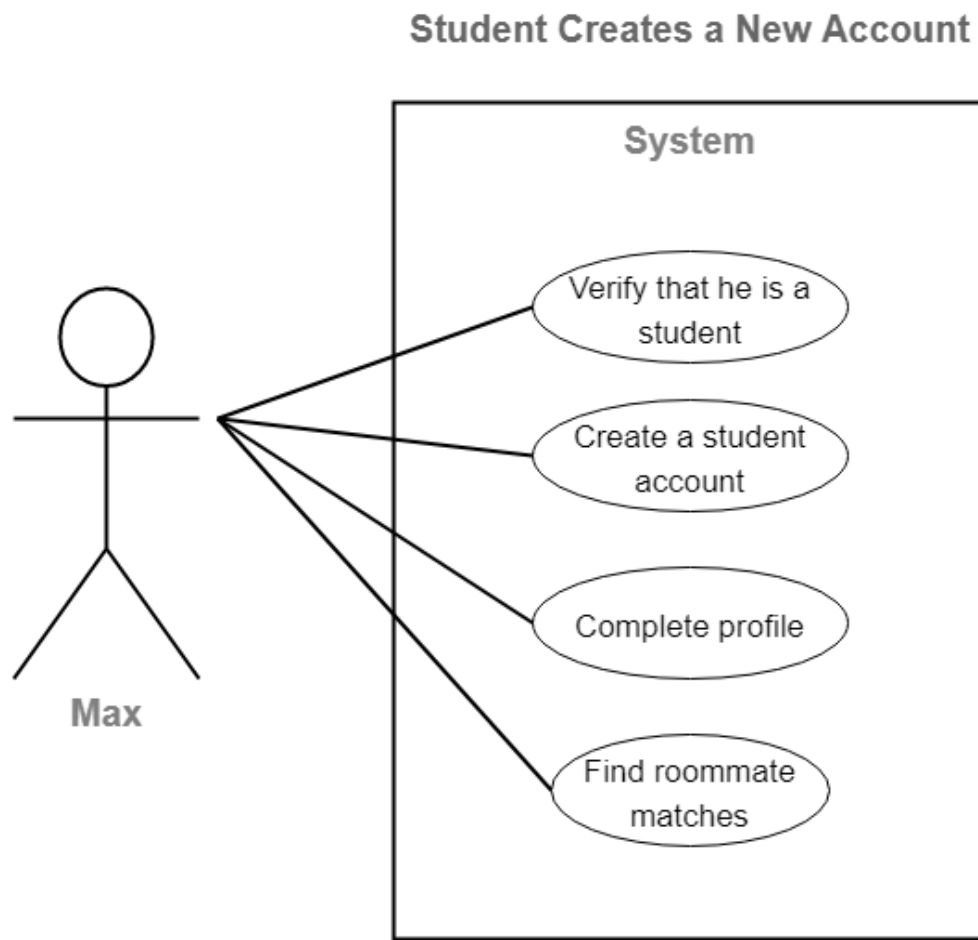 Student Creates a New Account
System
Verify that he is a
student
Create a student
account
Complete profile
Find roommate
matches
Max